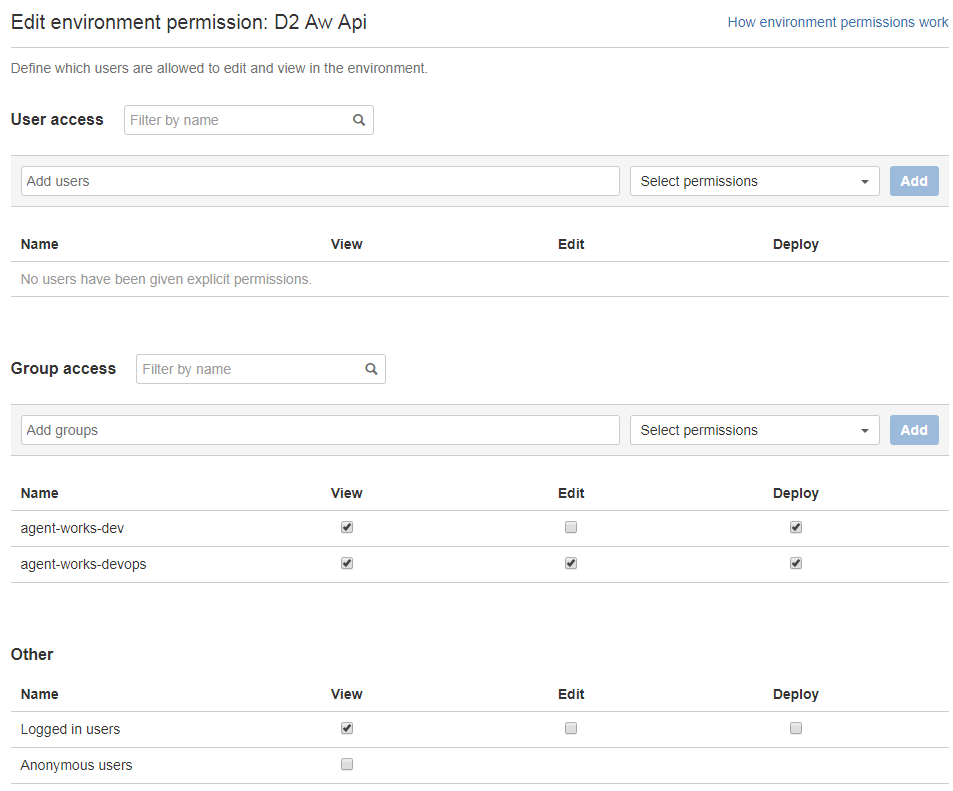 Edit environment permission: D2 Aw Api How environment permissions work
Define which users are allowed to edit and view in the environment.
User access Filter by name
Add users Select permissions Add
Name View Edit Deploy
No users have been given explicit permissions.
Group access Filter by name
Add groups Select permissions Add
Name View Edit Deploy
agent-works-dev
agent-works-devops
Other
Name View Edit Deploy
Logged in users
Anonymous users